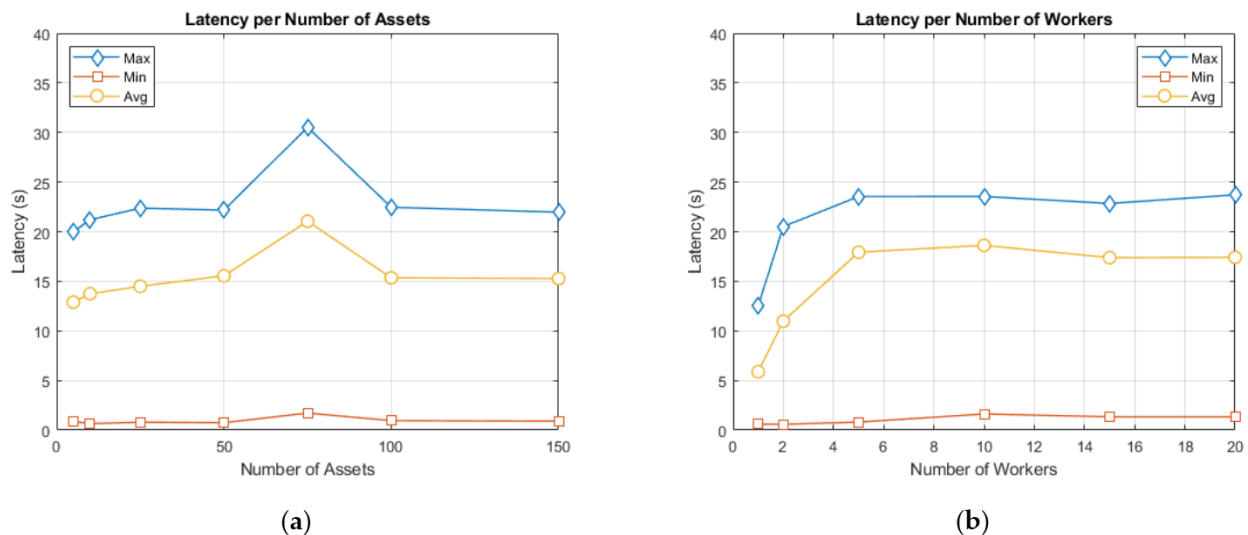 Latency per Number of Assets
40
35
30
25
20
15
10
5
0
Latency (s)
Max
Min
Avg
0 50 100 150
Number of Assets
(a)
Latency per Number of Workers
40
35
30
25
20
15
10
5
0
Latency (s)
Max
Min
Avg
0 2 4 6 8 10 12 14 16 18 20
Number of Workers
(b)